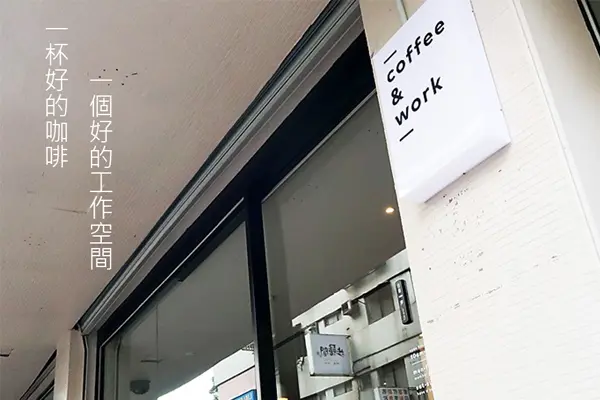 一杯好的咖啡
一個好的工作空間
coffee
&
work